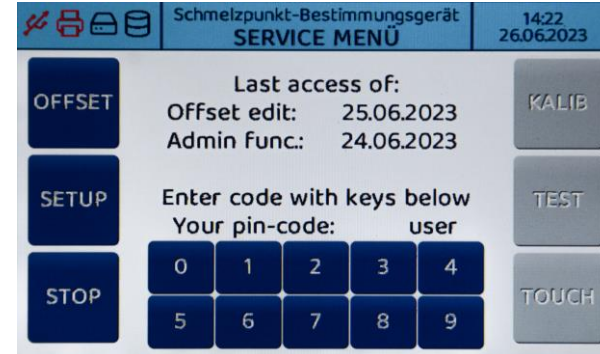 Schmelzpunkt-Bestimmungsgerät
SERVICE MENÜ
14:22
26.06.2023
OFFSET
SETUP
STOP
Last access of:
Offset edit: 25.06.2023
Admin func.: 24.06.2023
Enter code with keys below
Your pin-code: user
0 1 2 3 4
5 6 7 8 9
KALIB
TEST
TOUCH